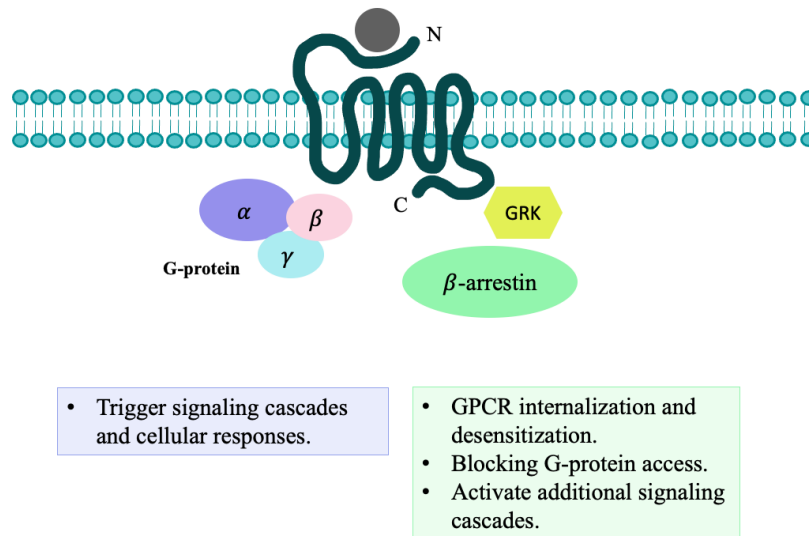 N
C
α
β
γ
G-protein
GRK
β-arrestin
• Trigger signaling cascades
and cellular responses.
• GPCR internalization and
desensitization.
• Blocking G-protein access.
• Activate additional signaling
cascades.